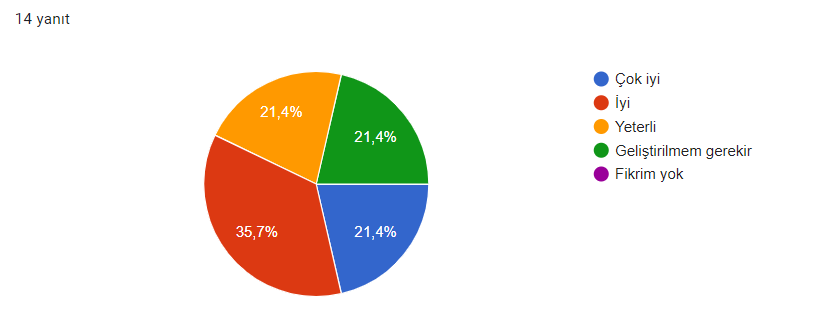 14 yanıt
21,4%
21,4%
35,7%
21,4%
Çok iyi
İyi
Yeterli
Geliştirilmem gerekir
Fikrim yok